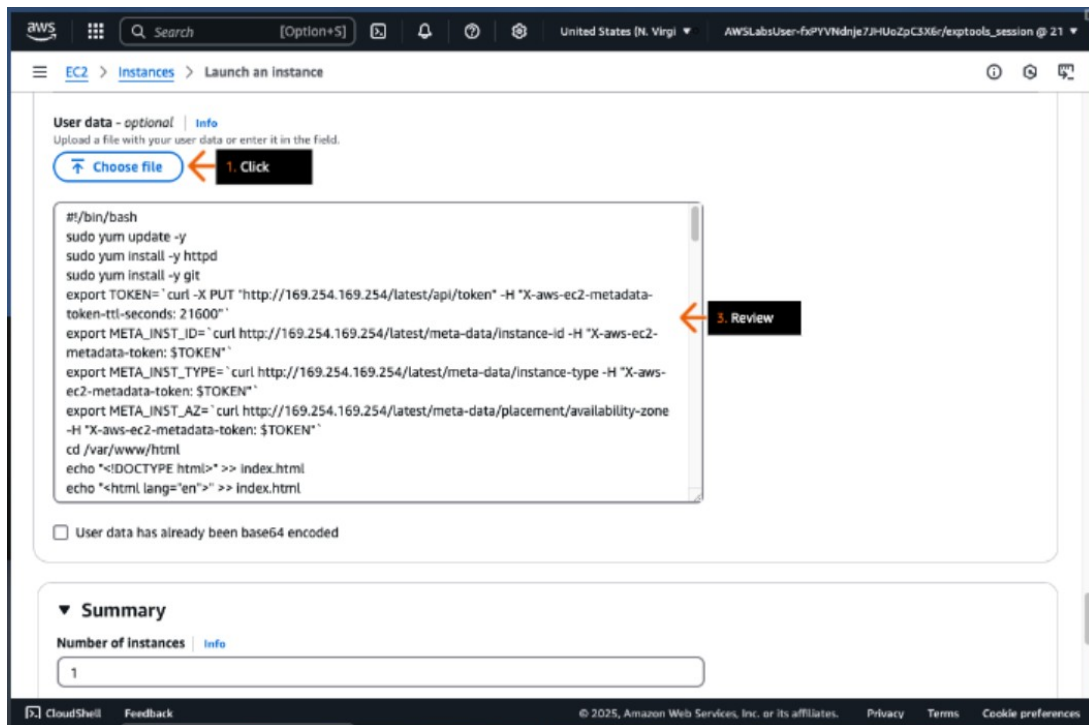 aws
Search [Option+S] United States (N. Virgi ▼ AWSLabsUser-fxPYVNdnje7JHUoZpC3X6r/exptools_session @ 21 ▼
EC2 > Instances > Launch an instance
User data - optional | Info
Upload a file with your user data or enter it in the field.
Choose file
1. Click
#!/bin/bash
sudo yum update -y
sudo yum install -y httpd
sudo yum install -y git
export TOKEN=`curl -X PUT "http://169.254.169.254/latest/api/token" -H "X-aws-ec2-metadata-
token-ttl-seconds: 21600"`
export META_INST_ID=`curl http://169.254.169.254/latest/meta-data/instance-id -H "X-aws-ec2-
metadata-token: $TOKEN"`
export META_INST_TYPE=`curl http://169.254.169.254/latest/meta-data/instance-type -H "X-aws-
ec2-metadata-token: $TOKEN"`
export META_INST_AZ=`curl http://169.254.169.254/latest/meta-data/placement/availability-zone
-H "X-aws-ec2-metadata-token: $TOKEN"`
cd /var/www/html
echo "<!DOCTYPE html>" >> index.html
echo "<html lang="en">" >> index.html
3. Review
User data has already been base64 encoded
▼ Summary
Number of instances | Info
1
CloudShell Feedback © 2025, Amazon Web Services, Inc. or its affiliates. Privacy Terms Cookie preferences